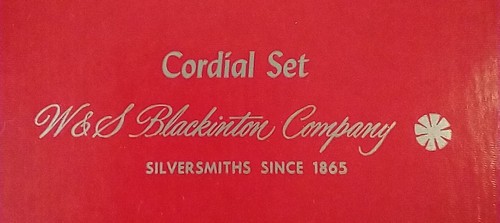 Cordial Set
W & S Blackinton Company
SILVERSMITHS SINCE 1865